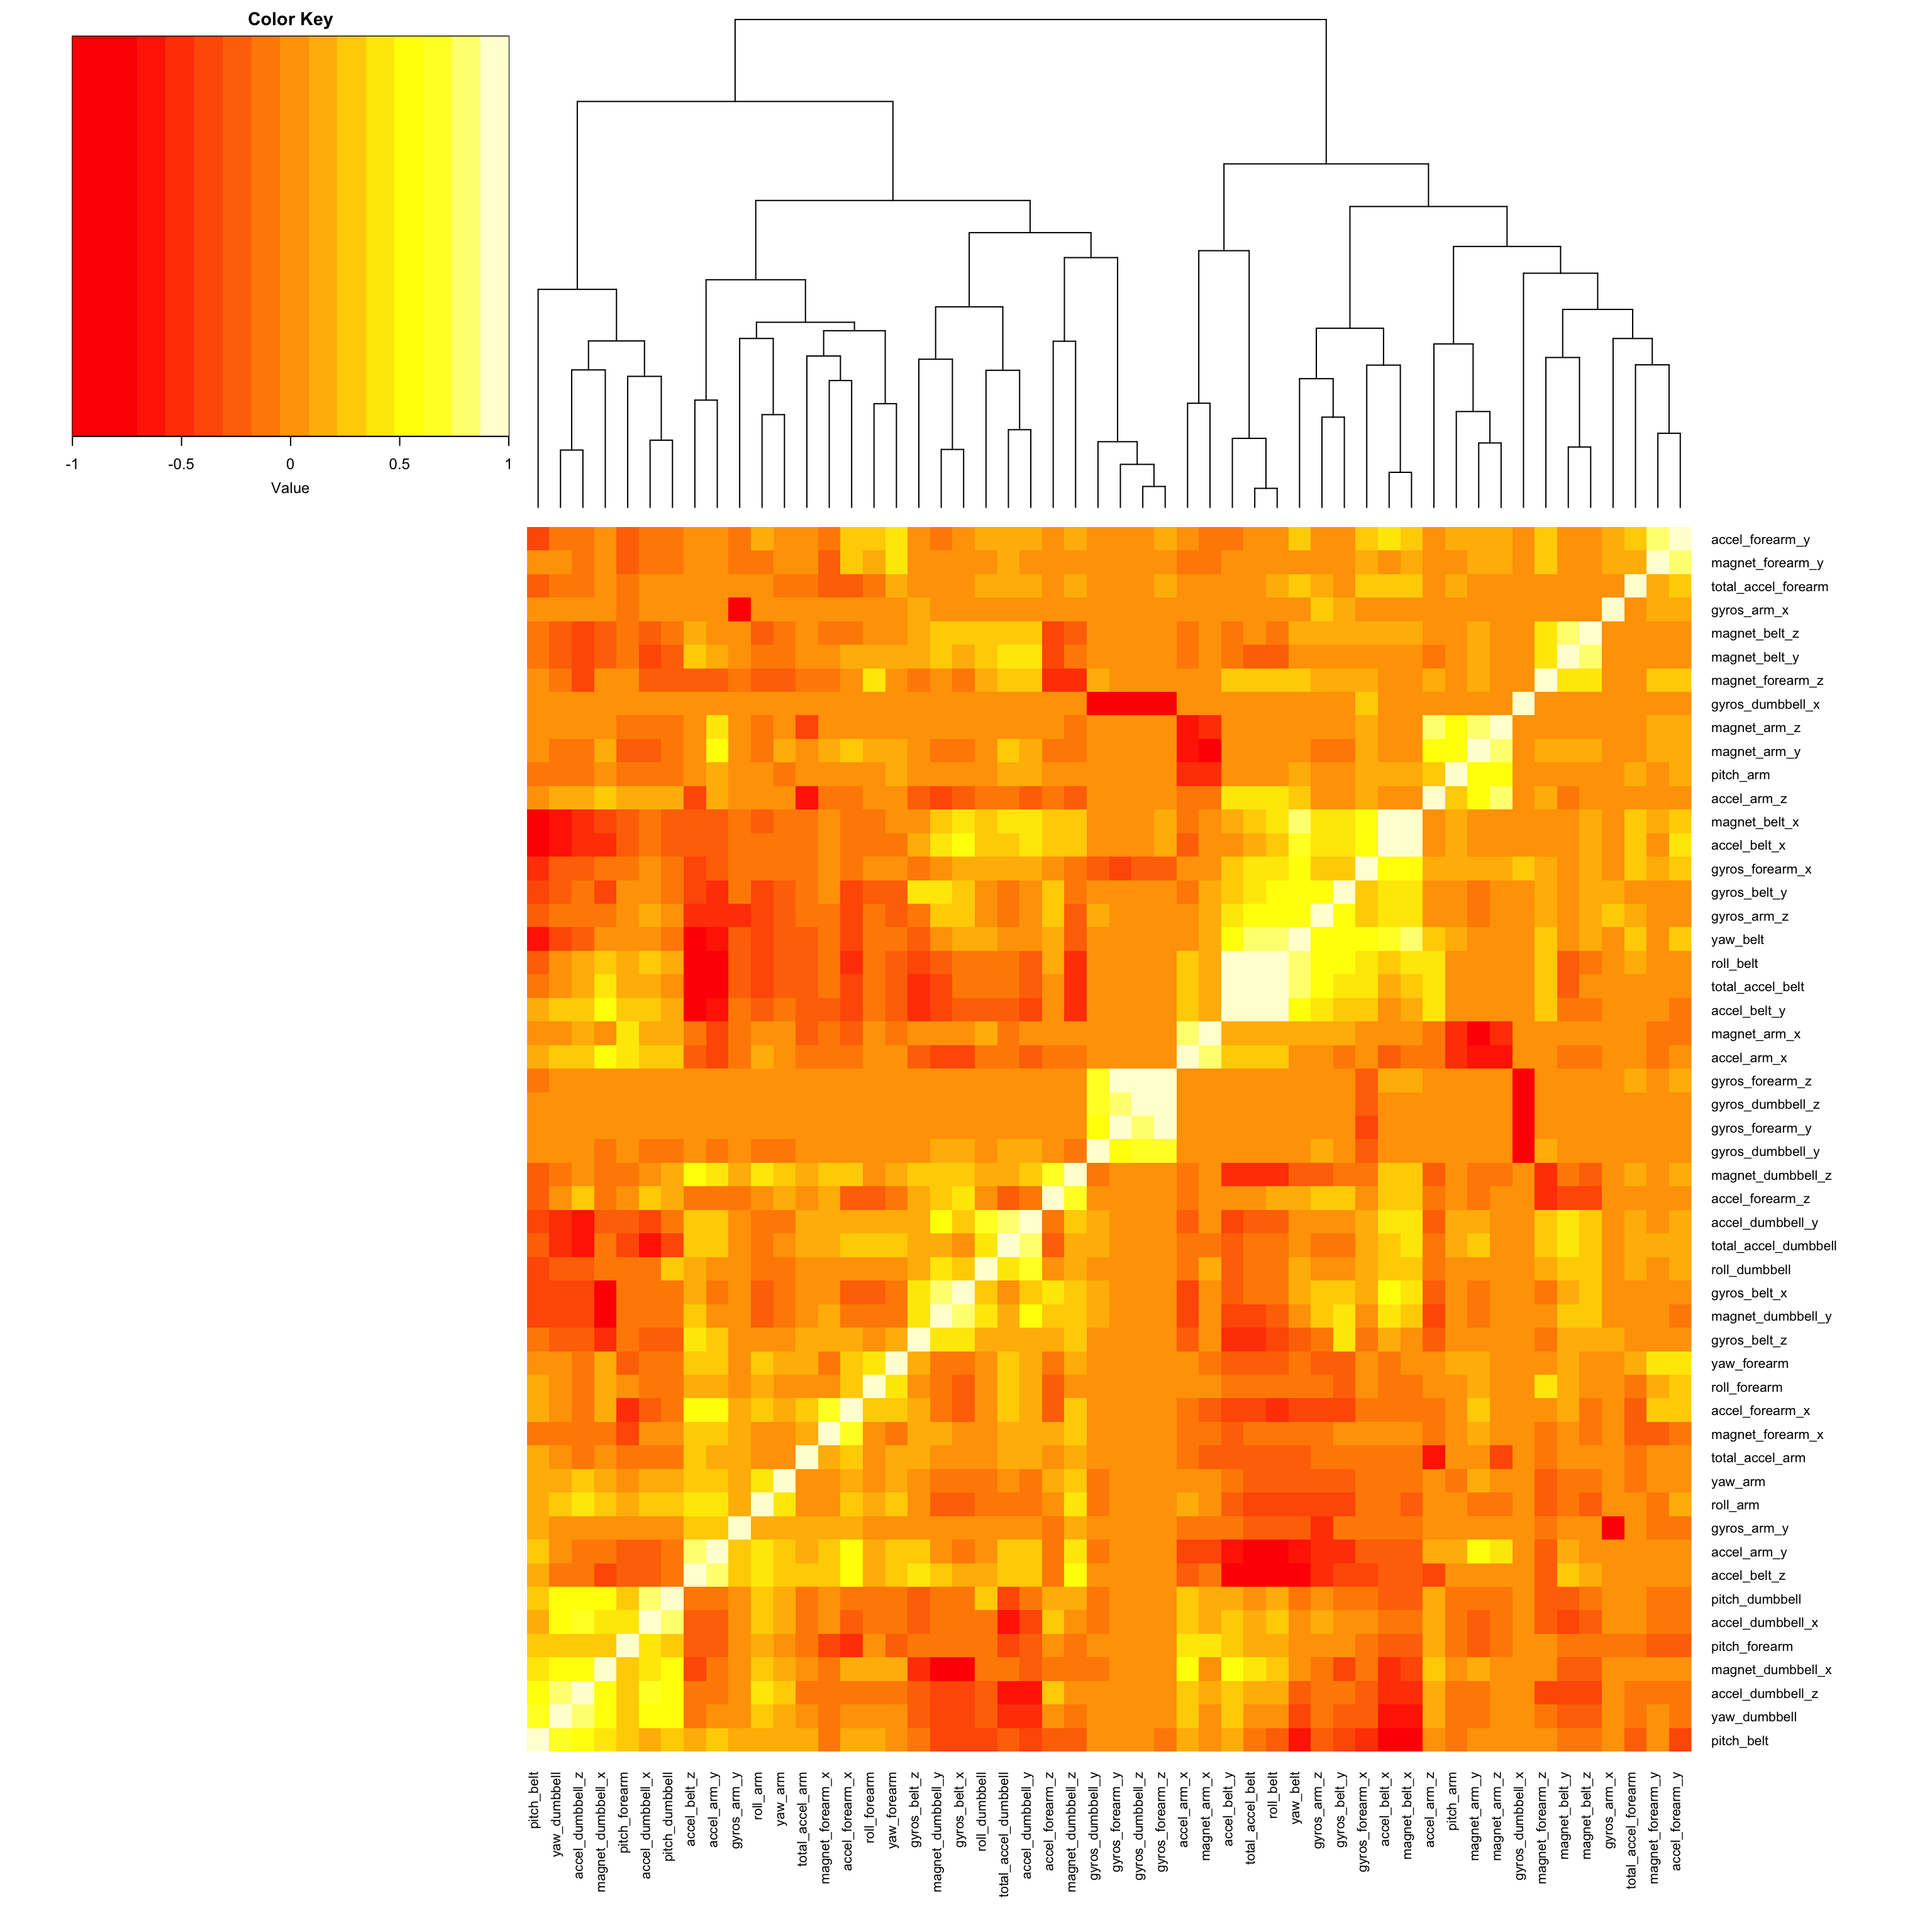 Color Key
-1 -0.5 0 0.5 1
Value
accel_forearm_y
magnet_forearm_y
total_accel_forearm
gyros_arm_x
magnet_belt_z
magnet_belt_y
magnet_forearm_z
gyros_dumbbell_x
magnet_arm_z
magnet_arm_y
pitch_arm
accel_arm_z
magnet_belt_x
accel_belt_x
gyros_forearm_x
gyros_belt_y
gyros_arm_z
yaw_belt
roll_belt
total_accel_belt
accel_belt_y
magnet_arm_x
accel_arm_x
gyros_forearm_z
gyros_dumbbell_z
gyros_forearm_y
gyros_dumbbell_y
magnet_dumbbell_z
accel_forearm_z
accel_dumbbell_y
total_accel_dumbbell
roll_dumbbell
gyros_belt_x
magnet_dumbbell_y
gyros_belt_z
yaw_forearm
roll_forearm
accel_forearm_x
magnet_forearm_x
total_accel_arm
yaw_arm
roll_arm
gyros_arm_y
accel_arm_y
accel_belt_z
pitch_dumbbell
accel_dumbbell_x
pitch_forearm
magnet_dumbbell_x
accel_dumbbell_z
yaw_dumbbell
pitch_belt
pitch_belt
yaw_dumbbell
accel_dumbbell_z
magnet_dumbbell_x
pitch_forearm
accel_dumbbell_x
pitch_dumbbell
accel_belt_z
accel_arm_y
gyros_arm_y
roll_arm
yaw_arm
total_accel_arm
magnet_forearm_x
accel_forearm_x
roll_forearm
yaw_forearm
gyros_belt_z
magnet_dumbbell_y
gyros_belt_x
roll_dumbbell
total_accel_dumbbell
accel_dumbbell_y
accel_forearm_z
magnet_dumbbell_z
gyros_dumbbell_y
gyros_forearm_y
gyros_dumbbell_z
gyros_forearm_z
accel_arm_x
magnet_arm_x
accel_belt_y
total_accel_belt
roll_belt
yaw_belt
gyros_arm_z
gyros_belt_y
gyros_forearm_x
accel_belt_x
magnet_belt_x
accel_arm_z
pitch_arm
magnet_arm_y
magnet_arm_z
gyros_dumbbell_x
magnet_forearm_z
magnet_belt_y
magnet_belt_z
gyros_arm_x
total_accel_forearm
magnet_forearm_y
accel_forearm_y